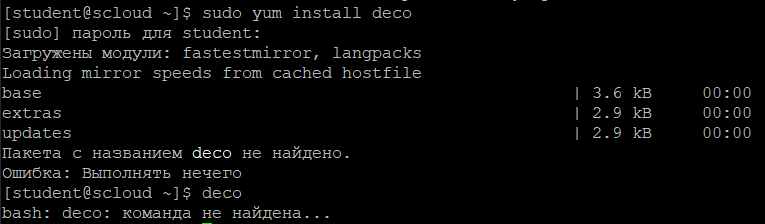 [student@scloud ~]$ sudo yum install deco
[sudo] пароль для student:
Загружены модули: fastestmirror, langpacks
Loading mirror speeds from cached hostfile
base | 3.6 kB 00:00
extras | 2.9 kB 00:00
updates | 2.9 kB 00:00
Пакета с названием deco не найдено.
Ошибка: Выполнять нечего
[student@scloud ~]$ deco
bash: deco: команда не найдена...